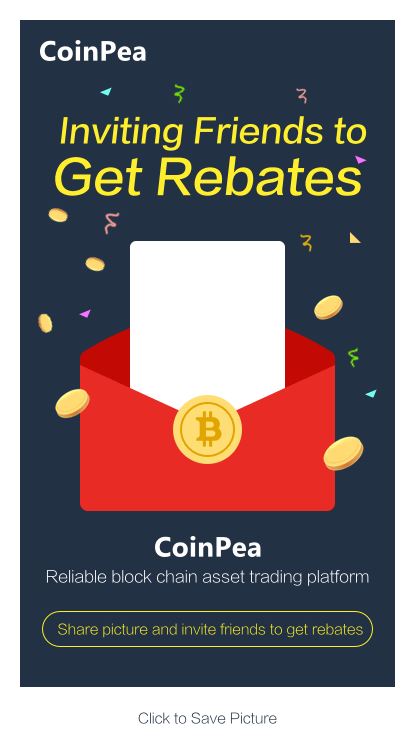 CoinPea
Inviting Friends to
Get Rebates
CoinPea
Reliable block chain asset trading platform
Share picture and invite friends to get rebates
Click to Save Picture